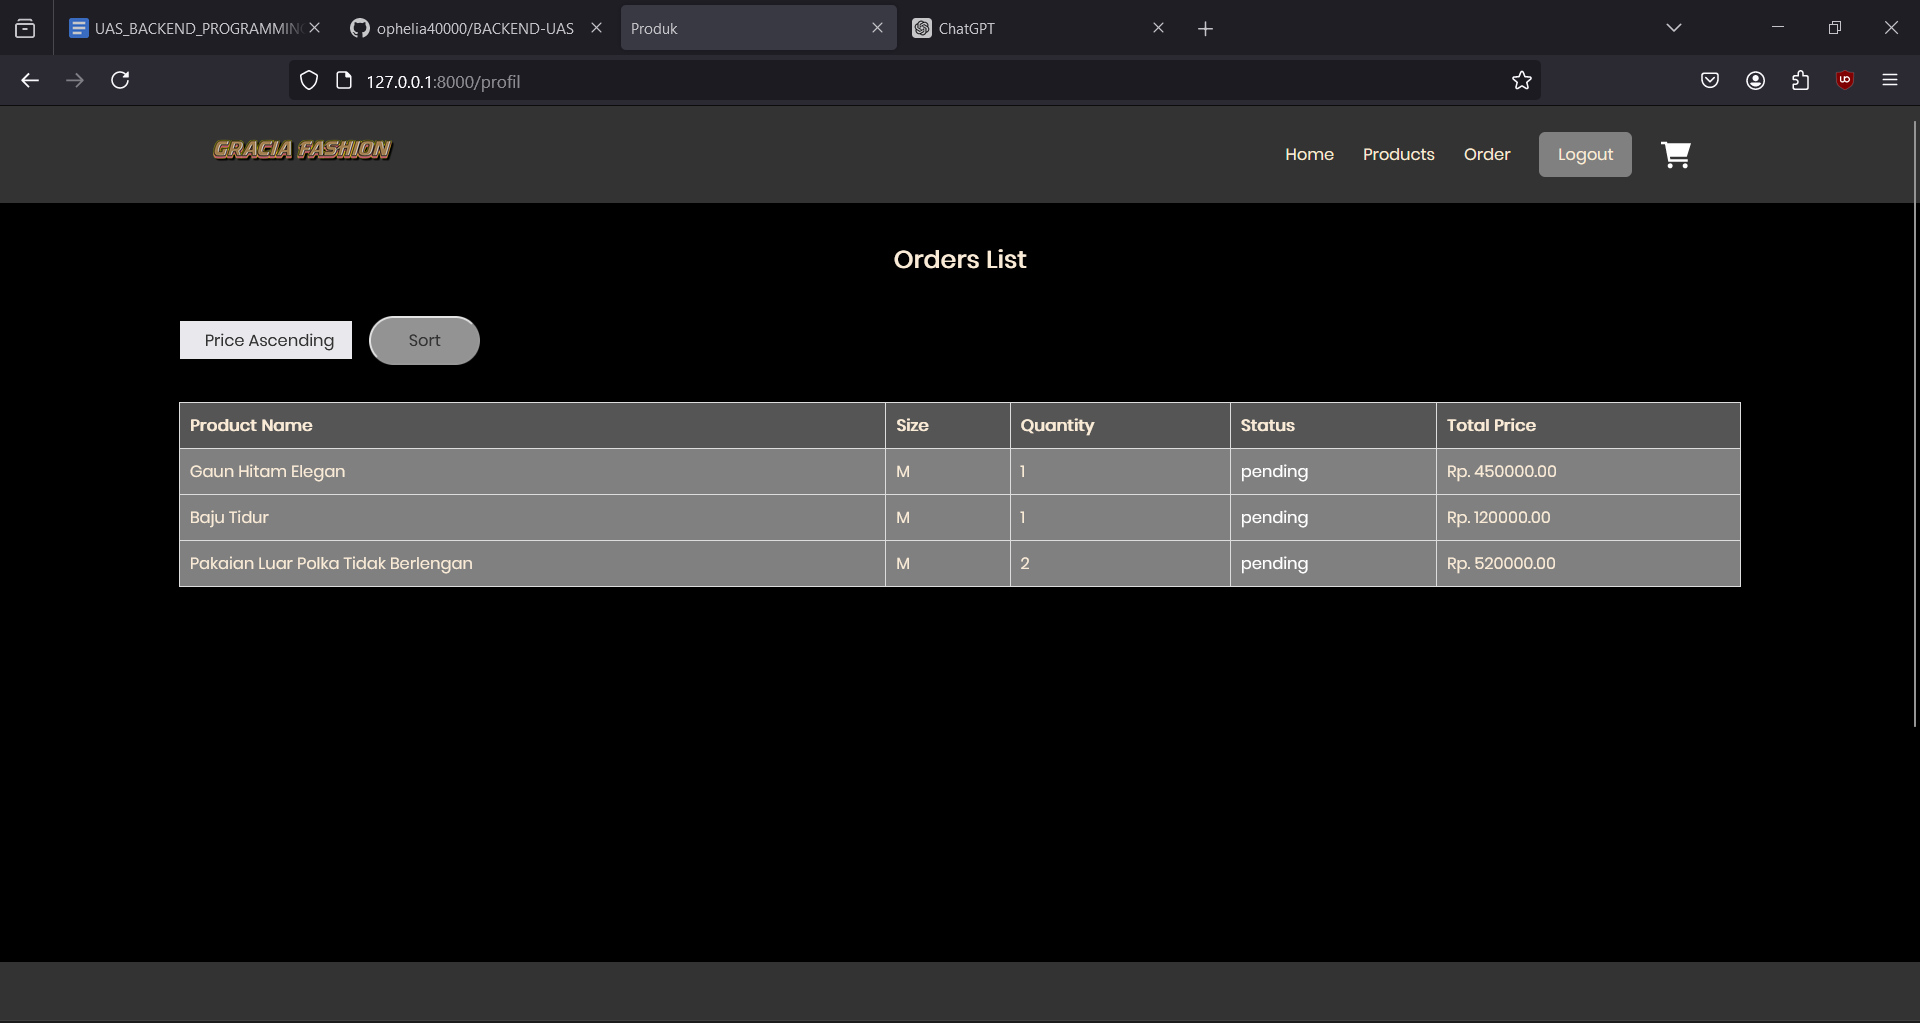 UAS_BACKEND_PROGRAMMING
ophelia40000/BACKEND-UAS
Produk
ChatGPT
127.0.0.1:8000/profil
GRACIA FASHION
Home
Products
Order
Logout
Orders List
Price Ascending
Sort
Product Name Size Quantity Status Total Price
Gaun Hitam Elegan M 1 pending Rp. 450000.00
Baju Tidur M 1 pending Rp. 120000.00
Pakaian Luar Polka Tidak Berlengan M 2 pending Rp. 520000.00